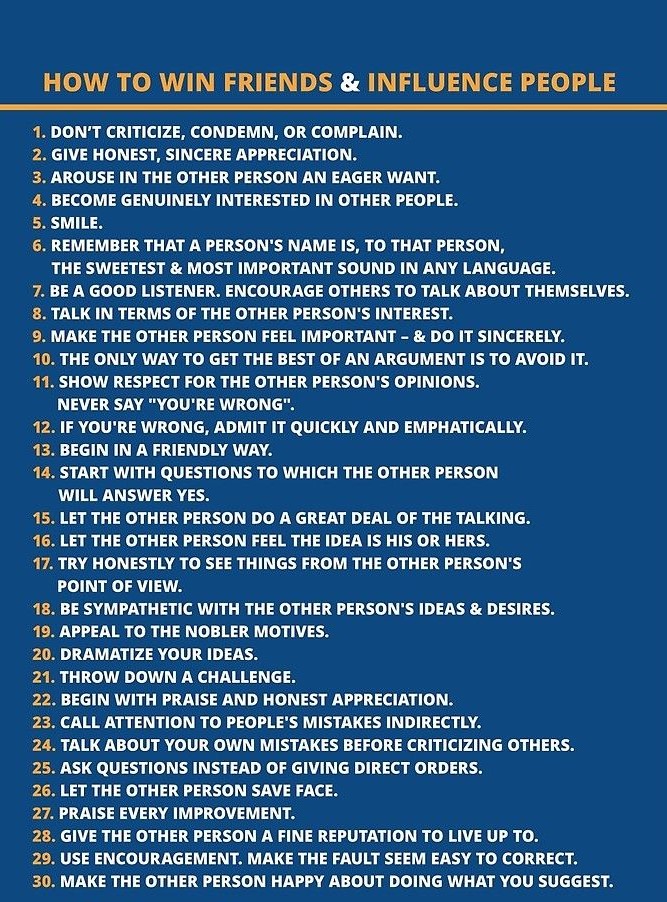 HOW TO WIN FRIENDS & INFLUENCE PEOPLE
1. DON'T CRITICIZE, CONDEMN, OR COMPLAIN.
2. GIVE HONEST, SINCERE APPRECIATION.
3. AROUSE IN THE OTHER PERSON AN EAGER WANT.
4. BECOME GENUINELY INTERESTED IN OTHER PEOPLE.
5. SMILE.
6. REMEMBER THAT A PERSON'S NAME IS, TO THAT PERSON,
THE SWEETEST & MOST IMPORTANT SOUND IN ANY LANGUAGE.
7. BE A GOOD LISTENER. ENCOURAGE OTHERS TO TALK ABOUT THEMSELVES.
8. TALK IN TERMS OF THE OTHER PERSON'S INTEREST.
9. MAKE THE OTHER PERSON FEEL IMPORTANT – & DO IT SINCERELY.
10. THE ONLY WAY TO GET THE BEST OF AN ARGUMENT IS TO AVOID IT.
11. SHOW RESPECT FOR THE OTHER PERSON'S OPINIONS.
NEVER SAY "YOU'RE WRONG".
12. IF YOU'RE WRONG, ADMIT IT QUICKLY AND EMPHATICALLY.
13. BEGIN IN A FRIENDLY WAY.
14. START WITH QUESTIONS TO WHICH THE OTHER PERSON
WILL ANSWER YES.
15. LET THE OTHER PERSON DO A GREAT DEAL OF THE TALKING.
16. LET THE OTHER PERSON FEEL THE IDEA IS HIS OR HERS.
17. TRY HONESTLY TO SEE THINGS FROM THE OTHER PERSON'S
POINT OF VIEW.
18. BE SYMPATHETIC WITH THE OTHER PERSON'S IDEAS & DESIRES.
19. APPEAL TO THE NOBLER MOTIVES.
20. DRAMATIZE YOUR IDEAS.
21. THROW DOWN A CHALLENGE.
22. BEGIN WITH PRAISE AND HONEST APPRECIATION.
23. CALL ATTENTION TO PEOPLE'S MISTAKES INDIRECTLY.
24. TALK ABOUT YOUR OWN MISTAKES BEFORE CRITICIZING OTHERS.
25. ASK QUESTIONS INSTEAD OF GIVING DIRECT ORDERS.
26. LET THE OTHER PERSON SAVE FACE.
27. PRAISE EVERY IMPROVEMENT.
28. GIVE THE OTHER PERSON A FINE REPUTATION TO LIVE UP TO.
29. USE ENCOURAGEMENT. MAKE THE FAULT SEEM EASY TO CORRECT.
30. MAKE THE OTHER PERSON HAPPY ABOUT DOING WHAT YOU SUGGEST.